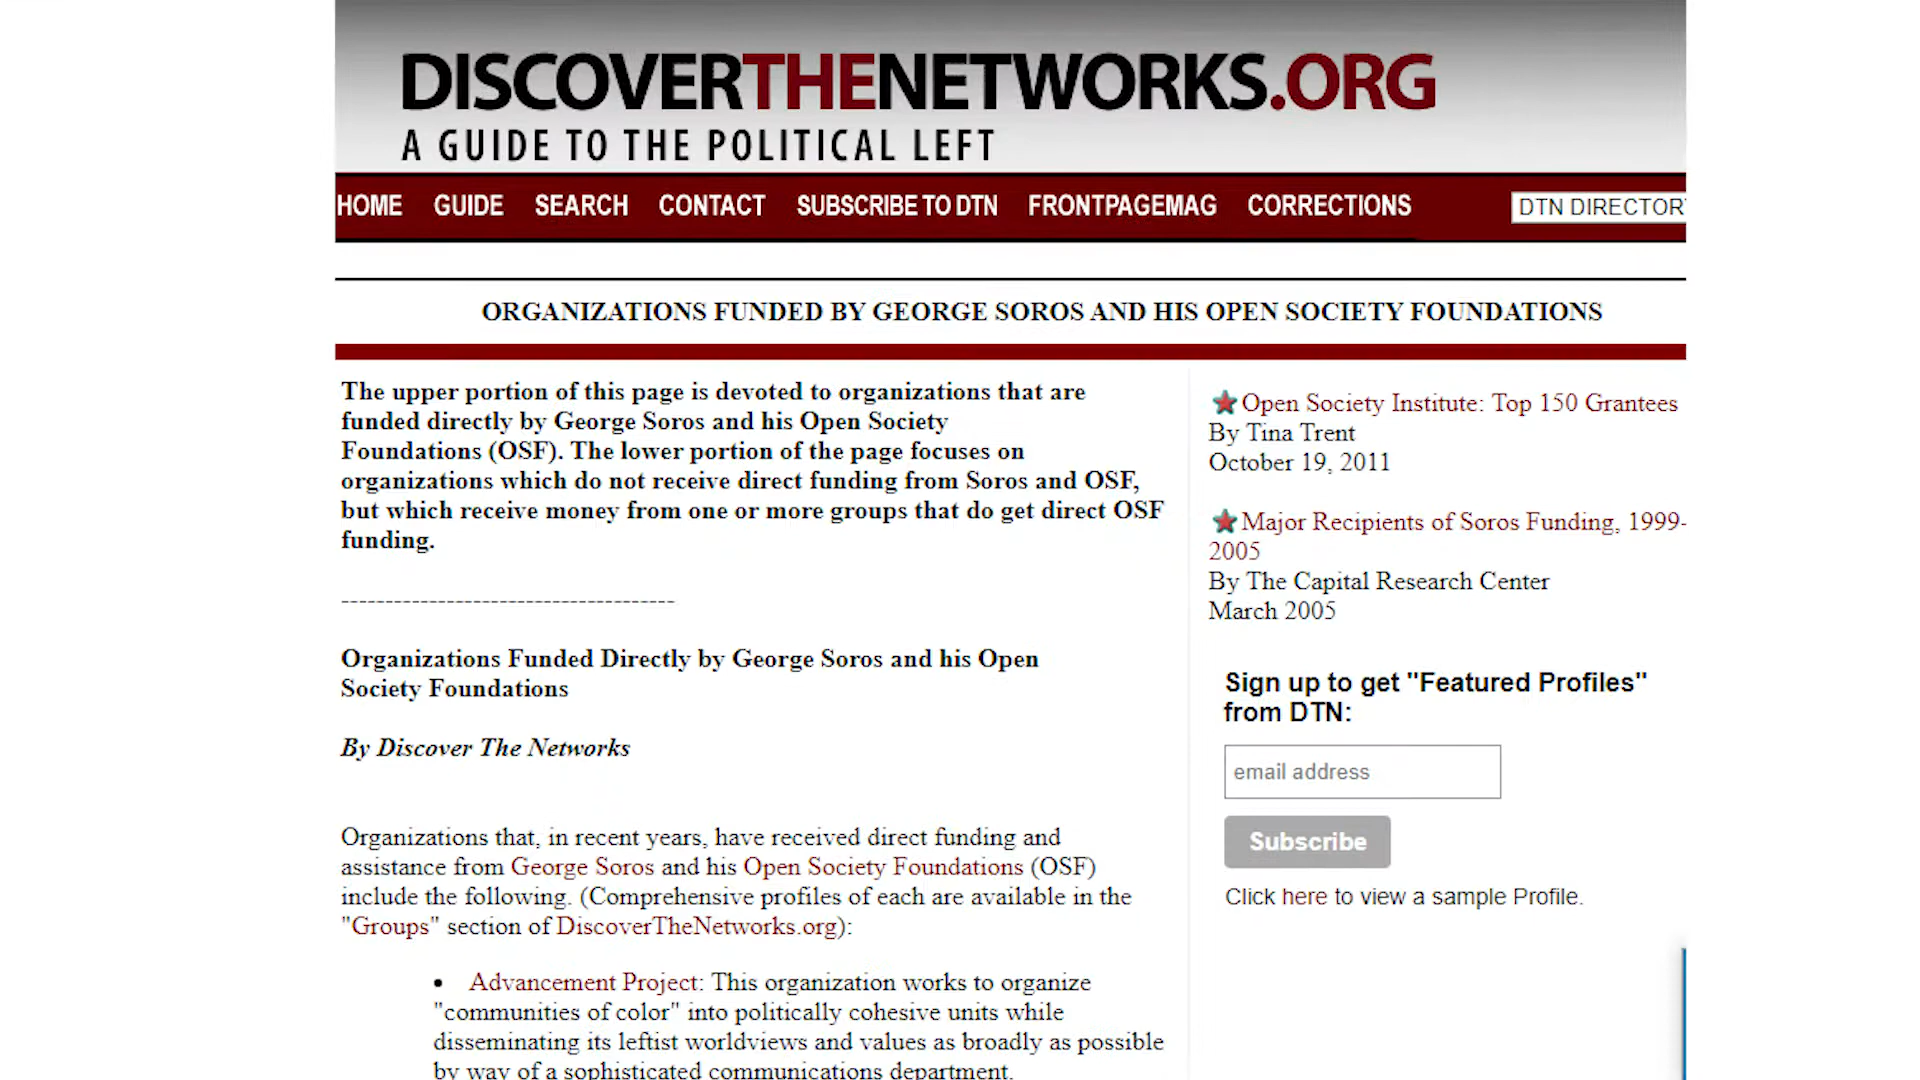 DISCOVERTHENETWORKS.ORG
A GUIDE TO THE POLITICAL LEFT
HOME GUIDE SEARCH CONTACT SUBSCRIBE TO DTN FRONTPAGEMAG CORRECTIONS DTN DIRECTORY
ORGANIZATIONS FUNDED BY GEORGE SOROS AND HIS OPEN SOCIETY FOUNDATIONS
The upper portion of this page is devoted to organizations that are
funded directly by George Soros and his Open Society
Foundations (OSF). The lower portion of the page focuses on
organizations which do not receive direct funding from Soros and OSF,
but which receive money from one or more groups that do get direct OSF
funding.
--------------------------------------
Organizations Funded Directly by George Soros and his Open
Society Foundations
By Discover The Networks
Organizations that, in recent years, have received direct funding and
assistance from George Soros and his Open Society Foundations (OSF)
include the following. (Comprehensive profiles of each are available in the
"Groups" section of DiscoverTheNetworks.org):
• Advancement Project: This organization works to organize
"communities of color" into politically cohesive units while
disseminating its leftist worldviews and values as broadly as possible
by way of a sophisticated communications department.
Open Society Institute: Top 150 Grantees
By Tina Trent
October 19, 2011
Major Recipients of Soros Funding, 1999-
2005
By The Capital Research Center
March 2005
Sign up to get "Featured Profiles"
from DTN:
email address
Subscribe
Click here to view a sample Profile.